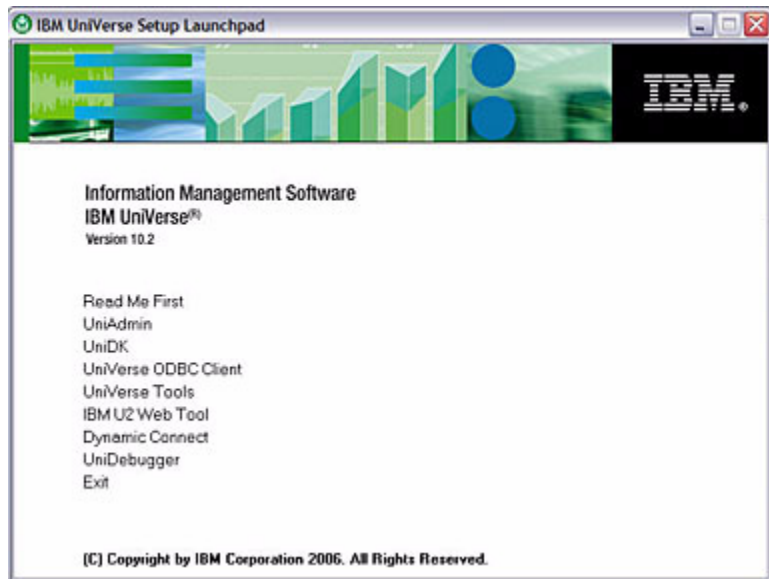 IBM UniVerse Setup Launchpad
IBM®
Information Management Software
IBM UniVerse(R)
Version 10.2
Read Me First
UniAdmin
UniDK
UniVerse ODBC Client
UniVerse Tools
IBM U2 Web Tool
Dynamic Connect
UniDebugger
Exit
(C) Copyright by IBM Corporation 2006. All Rights Reserved.